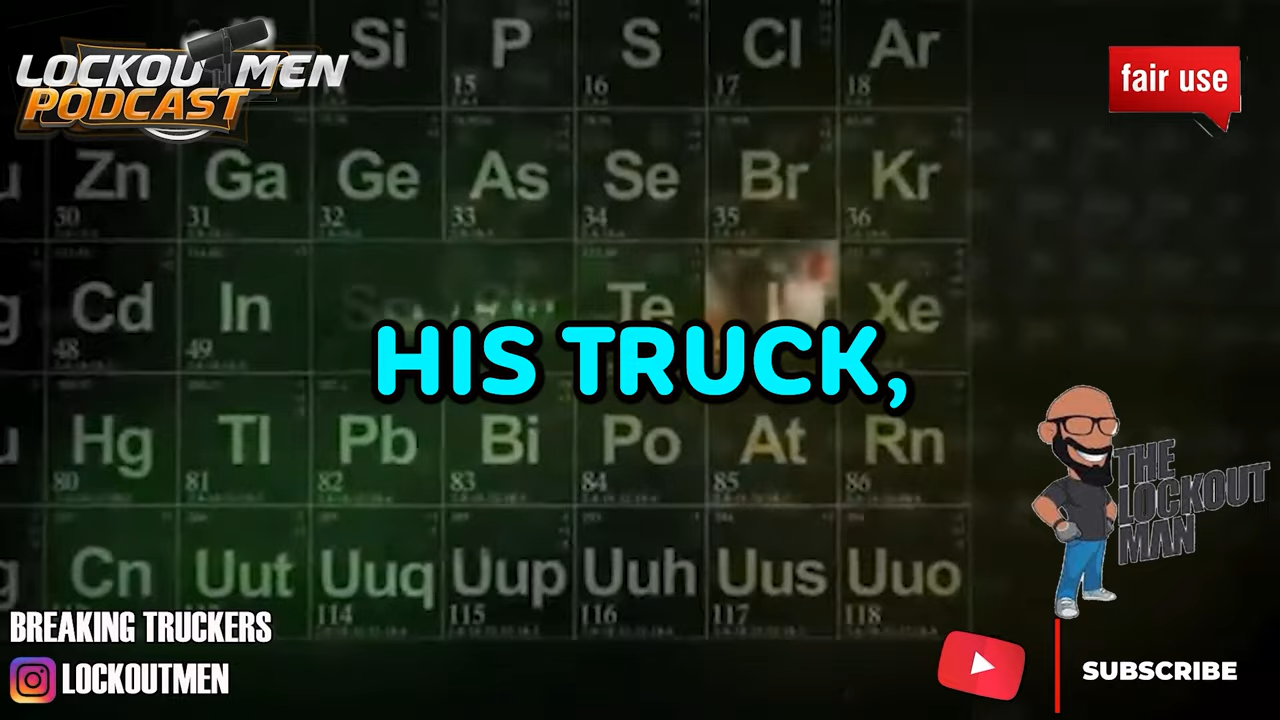 LOCKOU MEN
PODCAST
fair use
Si P S Cl Ar
15 16 17 18
Zn Ga Ge As Se Br Kr
30 31 32 33 34 35 36
Cd In Te I Xe
48 49
HIS TRUCK,
Hg Tl Pb Bi Po At Rn
80 81 82 83 84 85 86
THE
LOCKOUT
MAN
Cn Uut Uuq Uup Uuh Uus Uuo
114 115 116 117 118
BREAKING TRUCKERS
LOCKOUTMEN
SUBSCRIBE